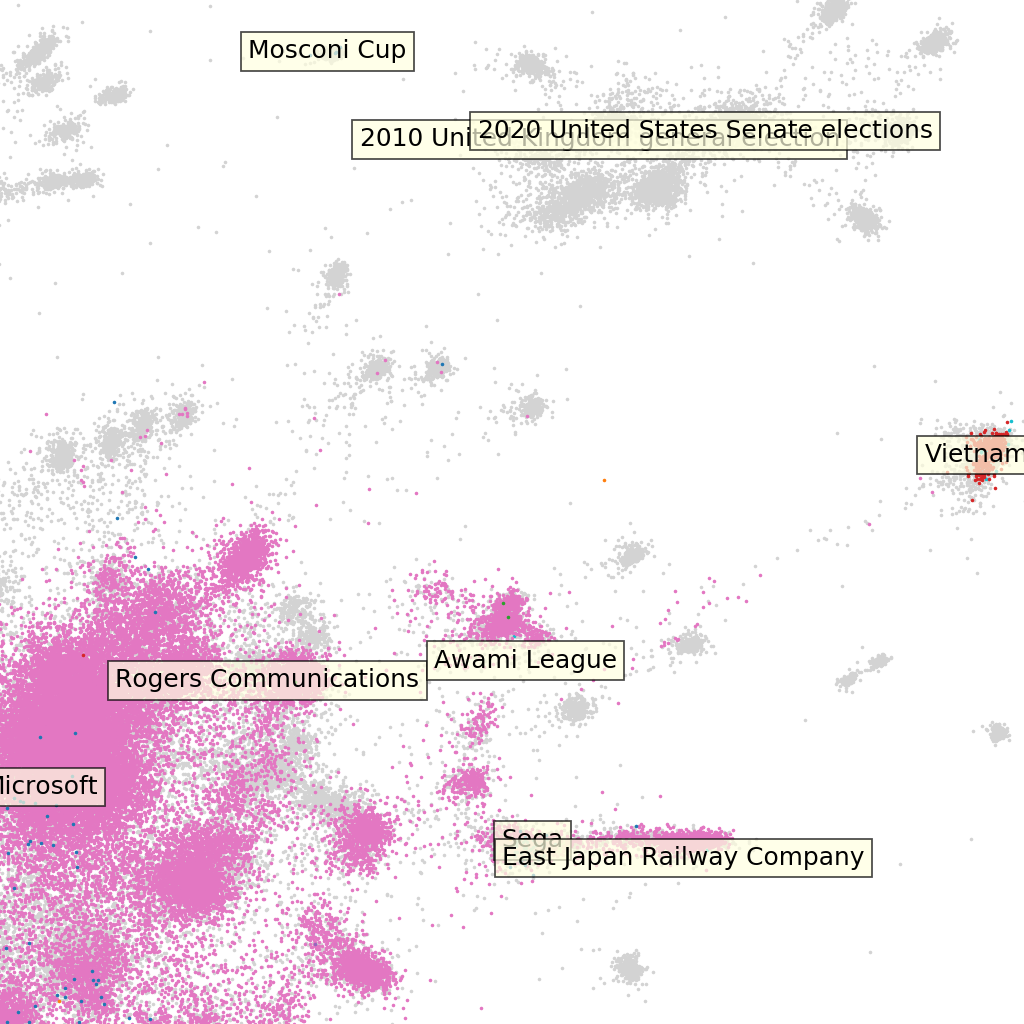 Mosconi Cup
2020 United States Senate elections
2010 United Kingdom general election
Vietnam
Awami League
Rogers Communications
Microsoft
Sega
East Japan Railway Company